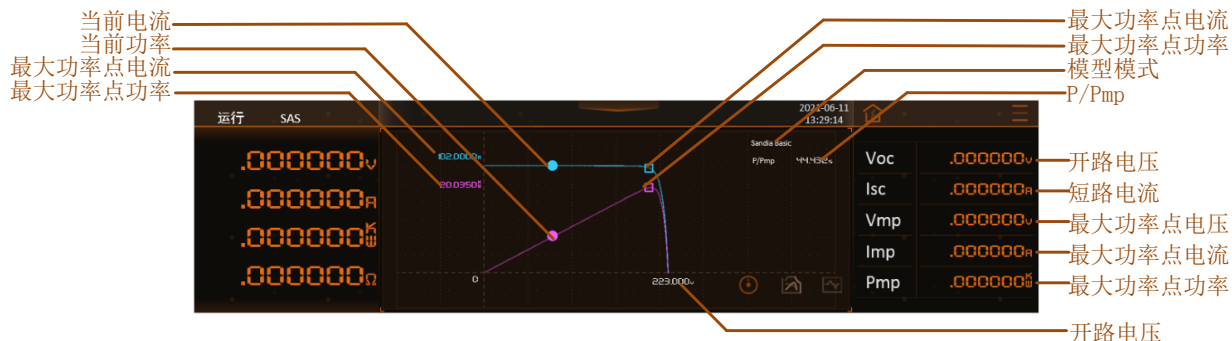 当前电流
当前功率
最大功率点电流
最大功率点功率
最大功率点电流
最大功率点功率
模型模式
P/Pmp
运行 SAS
2021-06-11
13:29:14
.000000V
.000000A
.000000KW
.000000Ω
102.0000A
20.0350
Sandia Basic
P/Pmp 44.4512%
0
223.000V
Voc .000000V
Isc .000000A
Vmp .000000V
Imp .000000A
Pmp .000000KW
开路电压
短路电流
最大功率点电压
最大功率点电流
最大功率点功率
开路电压